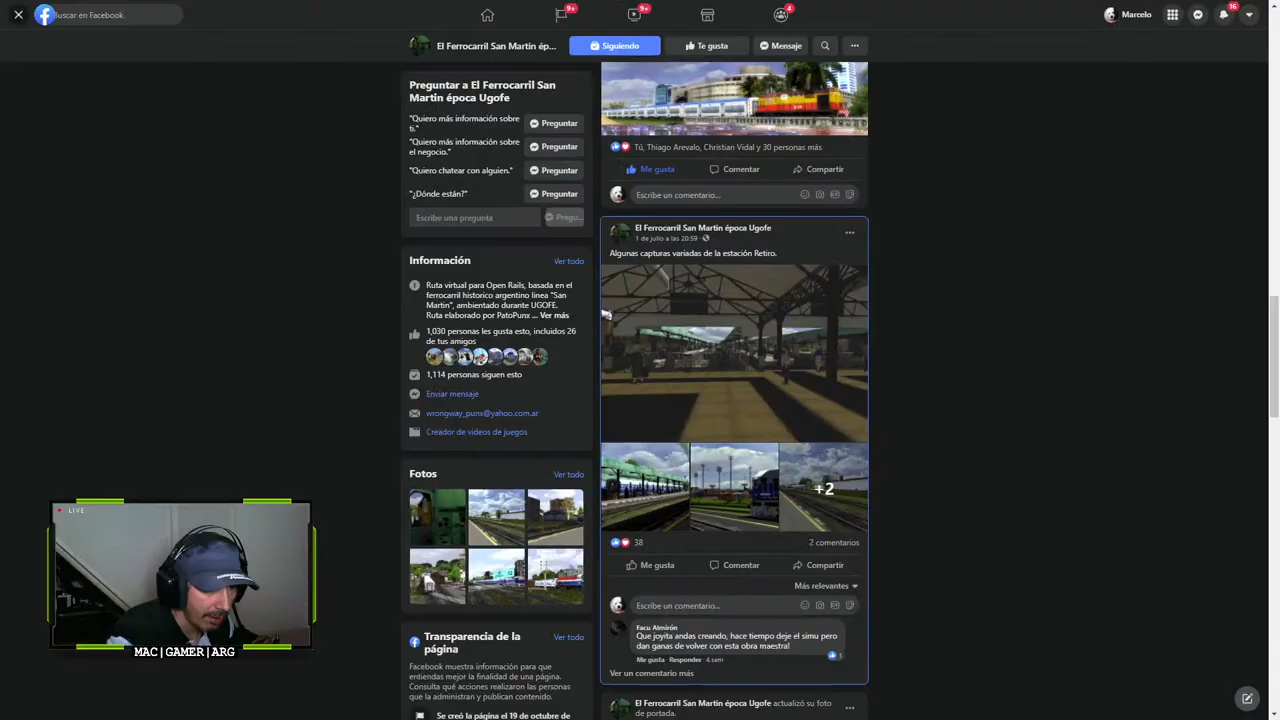 Buscar en Facebook
9+
9+
4
Marcelo
16
El Ferrocarril San Martin ép...
Siguiendo
Te gusta
Mensaje
Preguntar a El Ferrocarril San
Martin época Ugofe
"Quiero más información sobre
ti."
Preguntar
"Quiero más información sobre
el negocio."
Preguntar
"Quiero chatear con alguien."
Preguntar
"¿Dónde están?"
Preguntar
Escribe una pregunta
Pregu...
Información
Ver todo
Ruta virtual para Open Rails, basada en el
ferrocarril historico argentino linea "San
Martin", ambientado durante UGOFE.
Ruta elaborado por PatoPunx ... Ver más
1,030 personas les gusta esto, incluidos 26
de tus amigos
1,114 personas siguen esto
Enviar mensaje
wrongway_punx@yahoo.com.ar
Creador de videos de juegos
Fotos
Ver todo
Transparencia de la
página
Ver todo
Facebook muestra información para que
entiendas mejor la finalidad de una página.
Consulta qué acciones realizaron las personas
que la administran y publican contenido.
Se creó la página el 19 de octubre de
Tú, Thiago Arevalo, Christian Vidal y 30 personas más
Me gusta
Comentar
Compartir
Escribe un comentario...
El Ferrocarril San Martin época Ugofe
1 de julio a las 20:59
Algunas capturas variadas de la estación Retiro.
+2
38
2 comentarios
Me gusta
Comentar
Compartir
Más relevantes
Escribe un comentario...
Facu Almirón
Que joyita andas creando, hace tiempo deje el simu pero
dan ganas de volver con esta obra maestra!
1
Me gusta Responder 4 sem
Ver un comentario más
El Ferrocarril San Martin época Ugofe actualizó su foto
de portada.
LIVE
MAC|GAMER|ARG